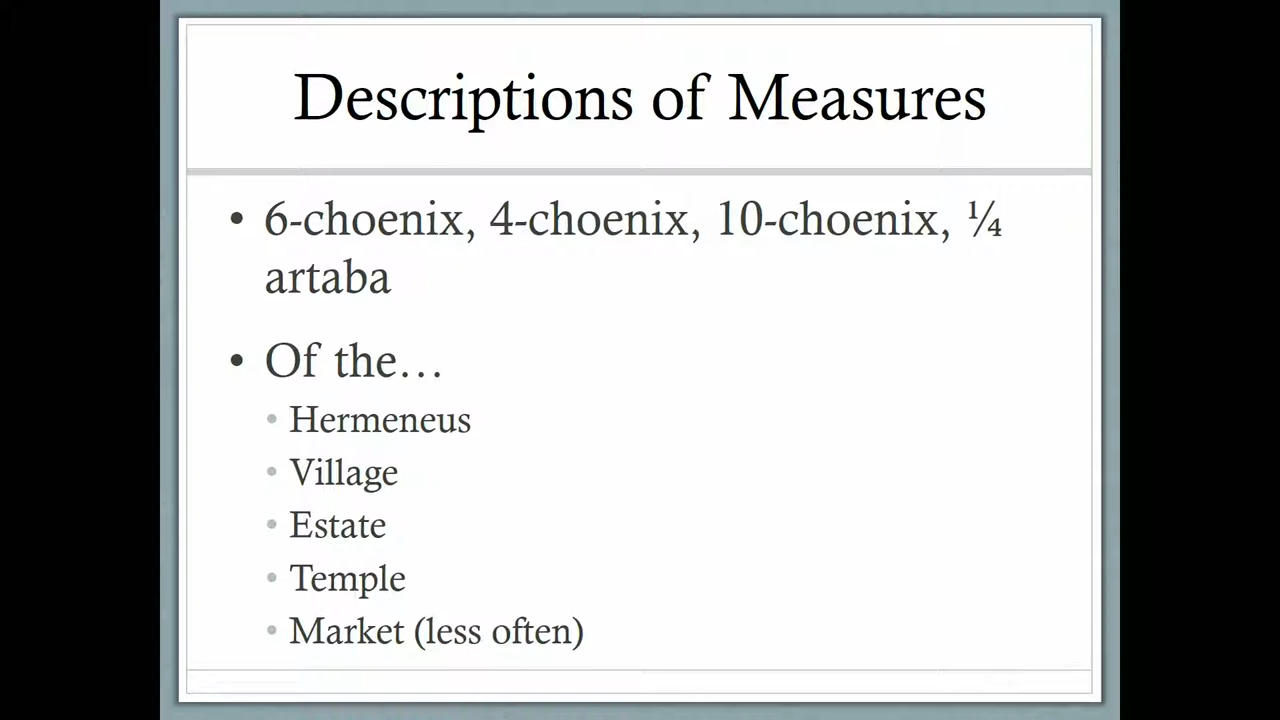 Descriptions of Measures
• 6-choenix, 4-choenix, 10-choenix, ¼
artaba
• Of the…
• Hermeneus
• Village
• Estate
• Temple
• Market (less often)